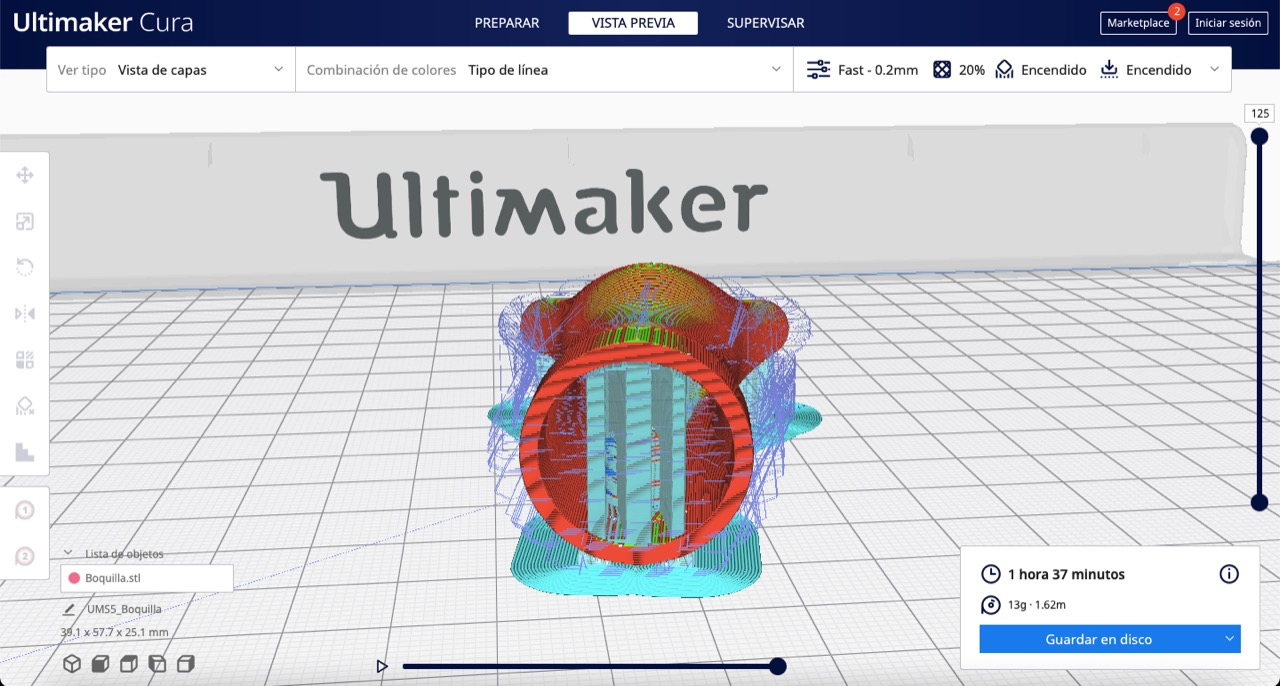 Ultimaker Cura
PREPARAR
VISTA PREVIA
SUPERVISAR
Marketplace
2
Iniciar sesión
Ver tipo Vista de capas
Combinación de colores Tipo de línea
Fast - 0.2mm
20%
Encendido
Encendido
125
Ultimaker
1
2
Lista de objetos
Boquilla.stl
UMS5_Boquilla
39.1 x 57.7 x 25.1 mm
1 hora 37 minutos
13g · 1.62m
Guardar en disco